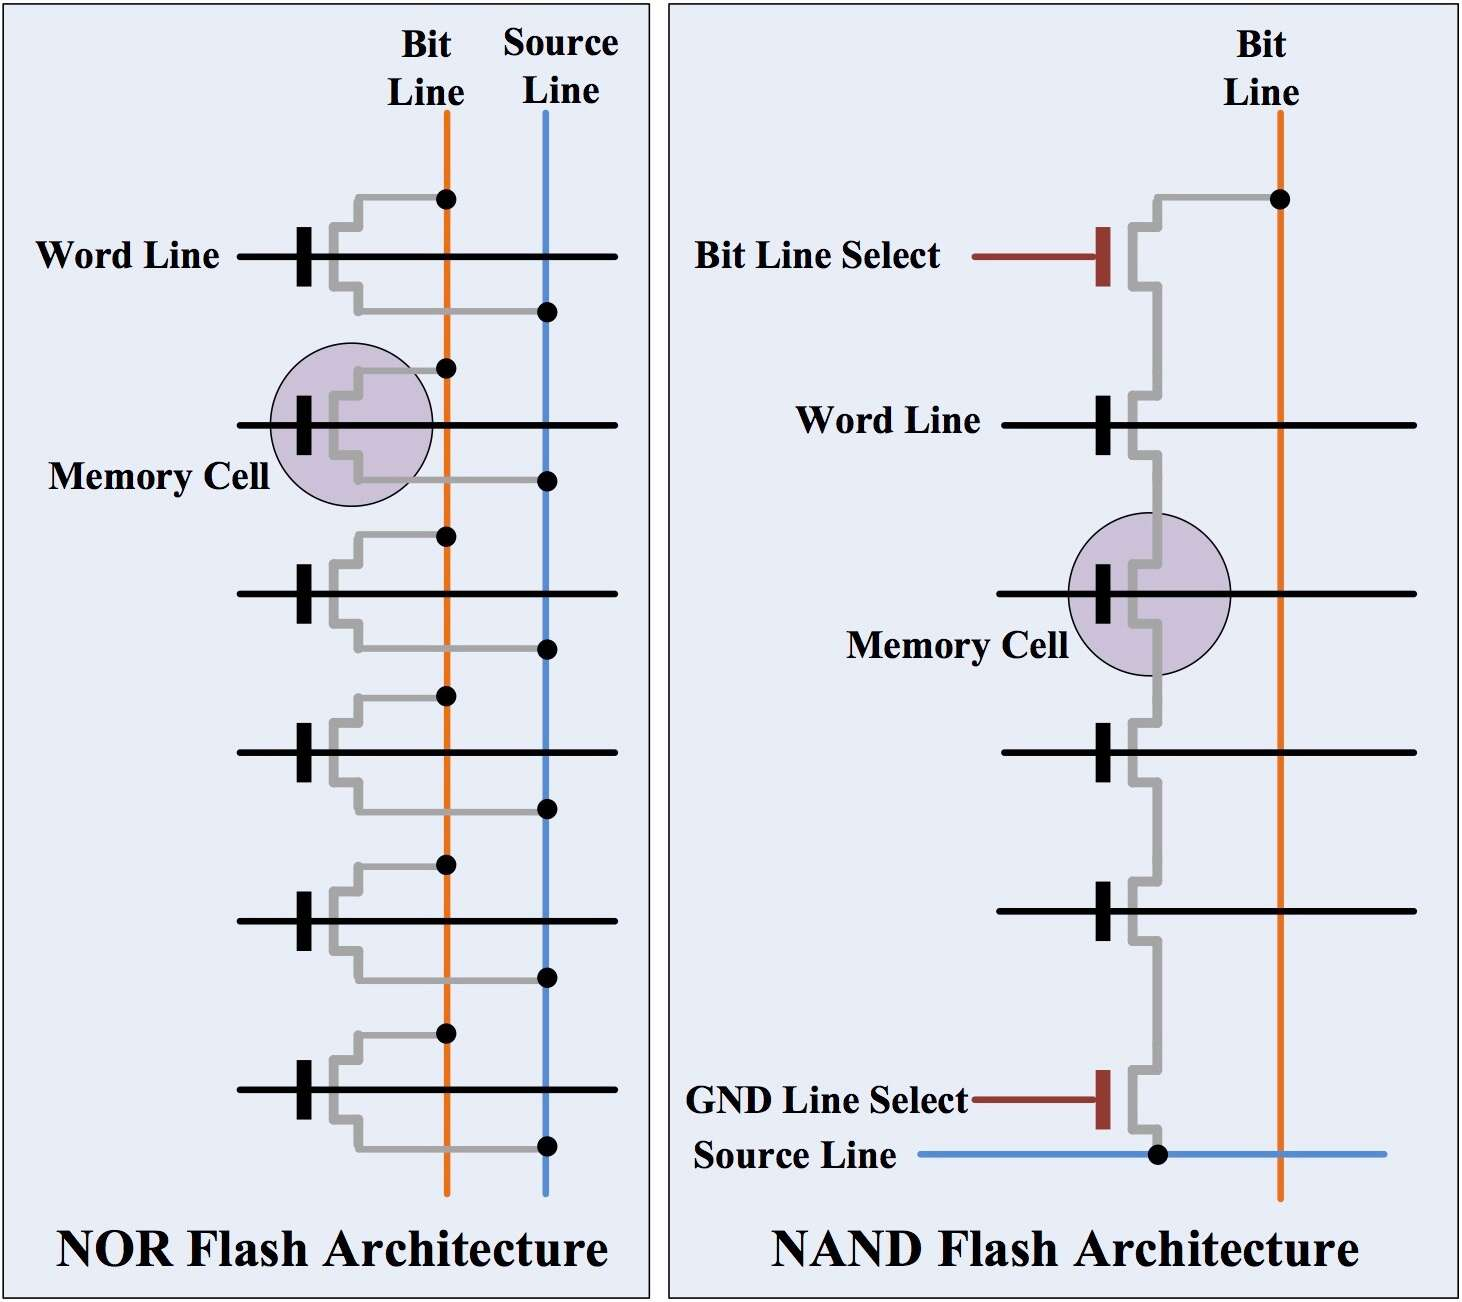 Bit
Line
Source
Line
Word Line
Memory Cell
NOR Flash Architecture
Bit
Line
Bit Line Select
Word Line
Memory Cell
GND Line Select
Source Line
NAND Flash Architecture